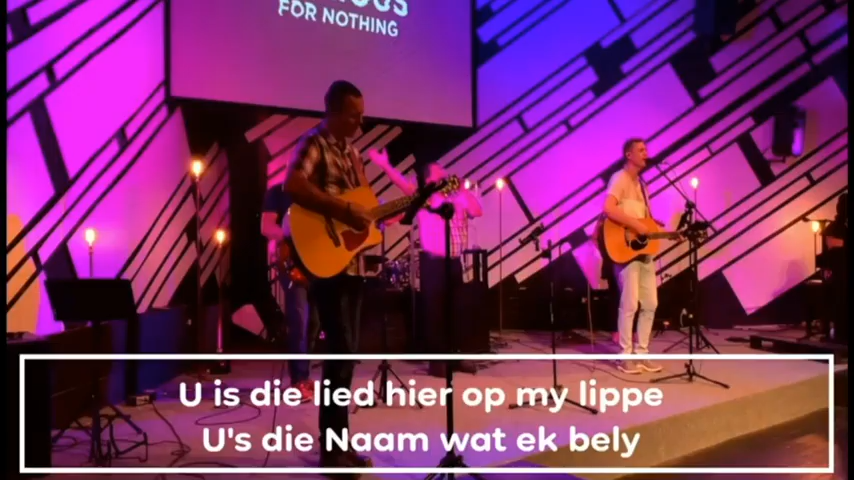 FOR NOTHING
U is die lied hier op my lippe
U's die Naam wat ek bely